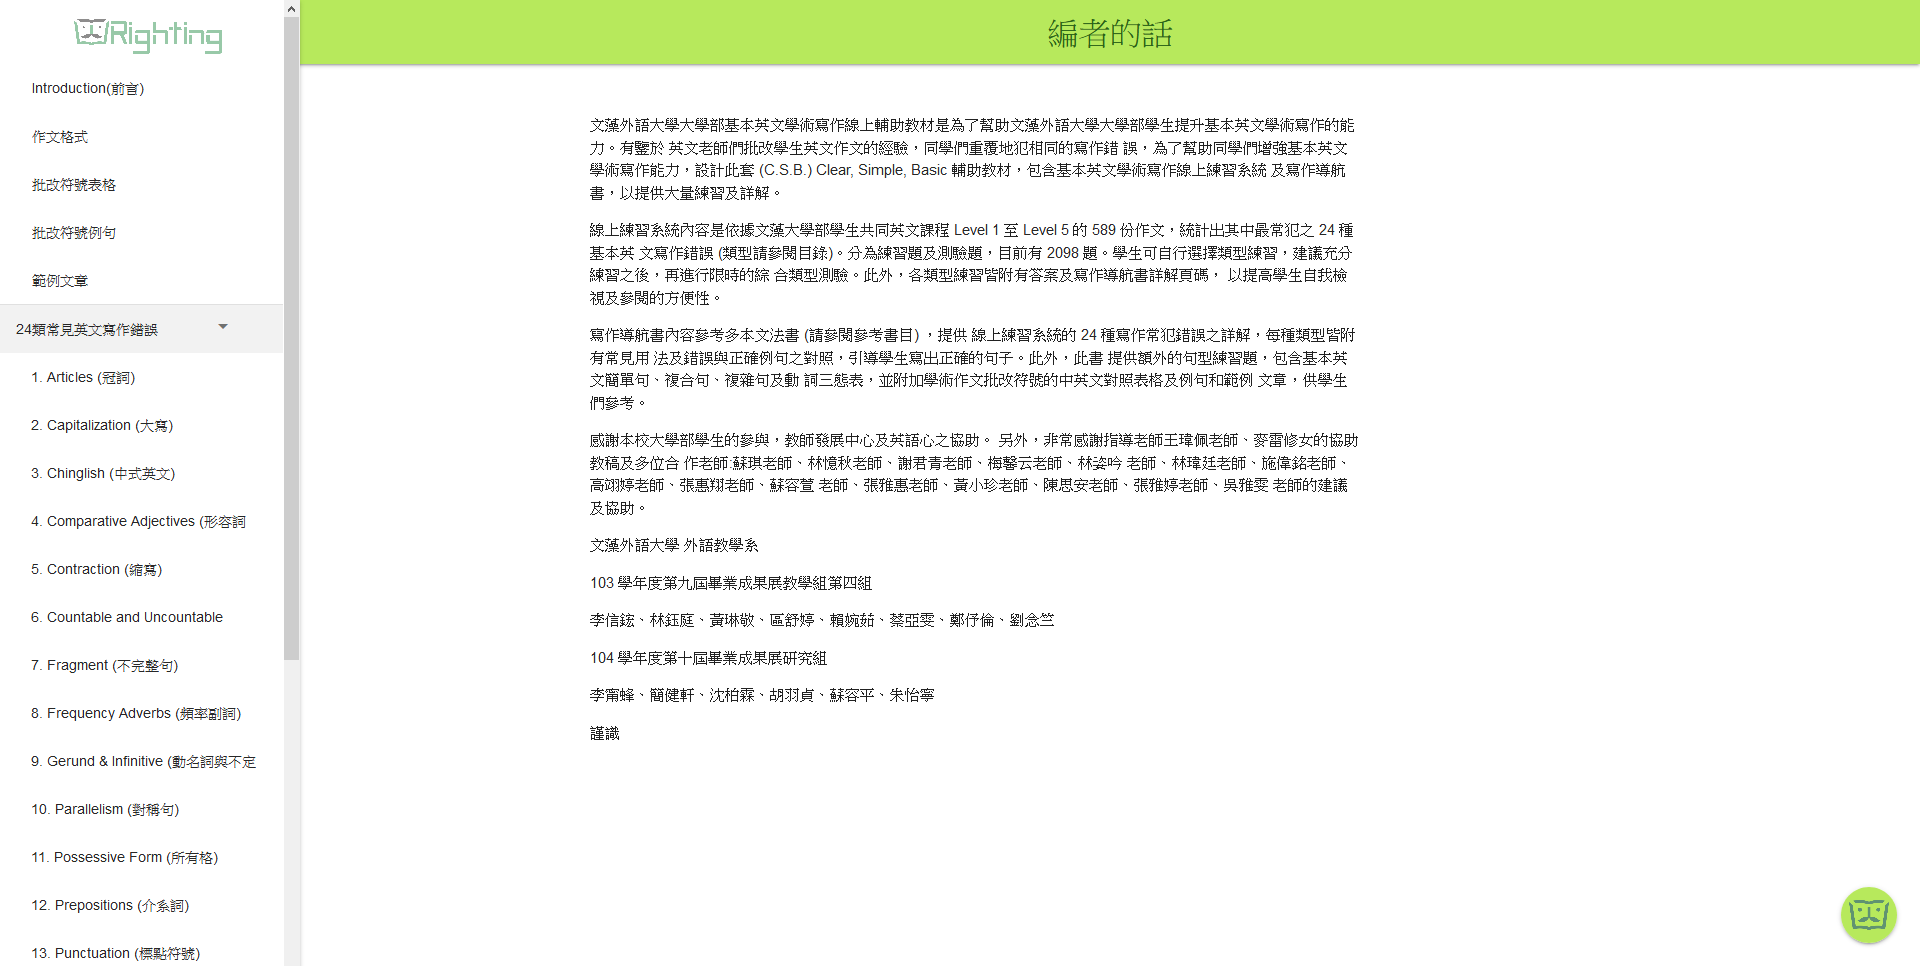 Righting
Introduction(前言)
作文格式
批改符號表格
批改符號例句
範例文章
24類常見英文寫作錯誤
1. Articles (冠詞)
2. Capitalization (大寫)
3. Chinglish (中式英文)
4. Comparative Adjectives (形容詞
5. Contraction (縮寫)
6. Countable and Uncountable
7. Fragment (不完整句)
8. Frequency Adverbs (頻率副詞)
9. Gerund & Infinitive (動名詞與不定
10. Parallelism (對稱句)
11. Possessive Form (所有格)
12. Prepositions (介系詞)
13. Punctuation (標點符號)
編者的話
文藻外語大學大學部基本英文學術寫作線上輔助教材是為了幫助文藻外語大學大學部學生提升基本英文學術寫作的能
力。有鑒於 英文老師們批改學生英文作文的經驗，同學們重覆地犯相同的寫作錯 誤，為了幫助同學們增強基本英文
學術寫作能力，設計此套 (C.S.B.) Clear, Simple, Basic 輔助教材，包含基本英文學術寫作線上練習系統 及寫作導航
書，以提供大量練習及詳解。
線上練習系統內容是依據文藻大學部學生共同英文課程 Level 1 至 Level 5 的 589 份作文，統計出其中最常犯之 24 種
基本英 文寫作錯誤 (類型請參閱目錄)。分為練習題及測驗題，目前有 2098 題。學生可自行選擇類型練習，建議充分
練習之後，再進行限時的綜 合類型測驗。此外，各類型練習皆附有答案及寫作導航書詳解頁碼， 以提高學生自我檢
視及參閱的方便性。
寫作導航書內容參考多本文法書 (請參閱參考書目) ，提供 線上練習系統的 24 種寫作常犯錯誤之詳解，每種類型皆附
有常見用 法及錯誤與正確例句之對照，引導學生寫出正確的句子。此外，此書 提供額外的句型練習題，包含基本英
文簡單句、複合句、複雜句及動 詞三態表，並附加學術作文批改符號的中英文對照表格及例句和範例 文章，供學生
們參考。
感謝本校大學部學生的參與，教師發展中心及英語心之協助。 另外，非常感謝指導老師王瑋佩老師、麥雷修女的協助
教稿及多位合 作老師:蘇琪老師、林憶秋老師、謝君青老師、梅馨云老師、林姿吟 老師、林瑋廷老師、施偉銘老師、
高翊婷老師、張惠翔老師、蘇容萱 老師、張雅惠老師、黃小珍老師、陳思安老師、張雅婷老師、吳雅雯 老師的建議
及協助。
文藻外語大學 外語教學系
103 學年度第九屆畢業成果展教學組第四組
李信鋐、林鈺庭、黃琳敬、區舒婷、賴婉茹、蔡亞雯、鄭伃倫、劉念竺
104 學年度第十屆畢業成果展研究組
李甯蜂、簡健軒、沈柏霖、胡羽貞、蘇容平、朱怡寧
謹識